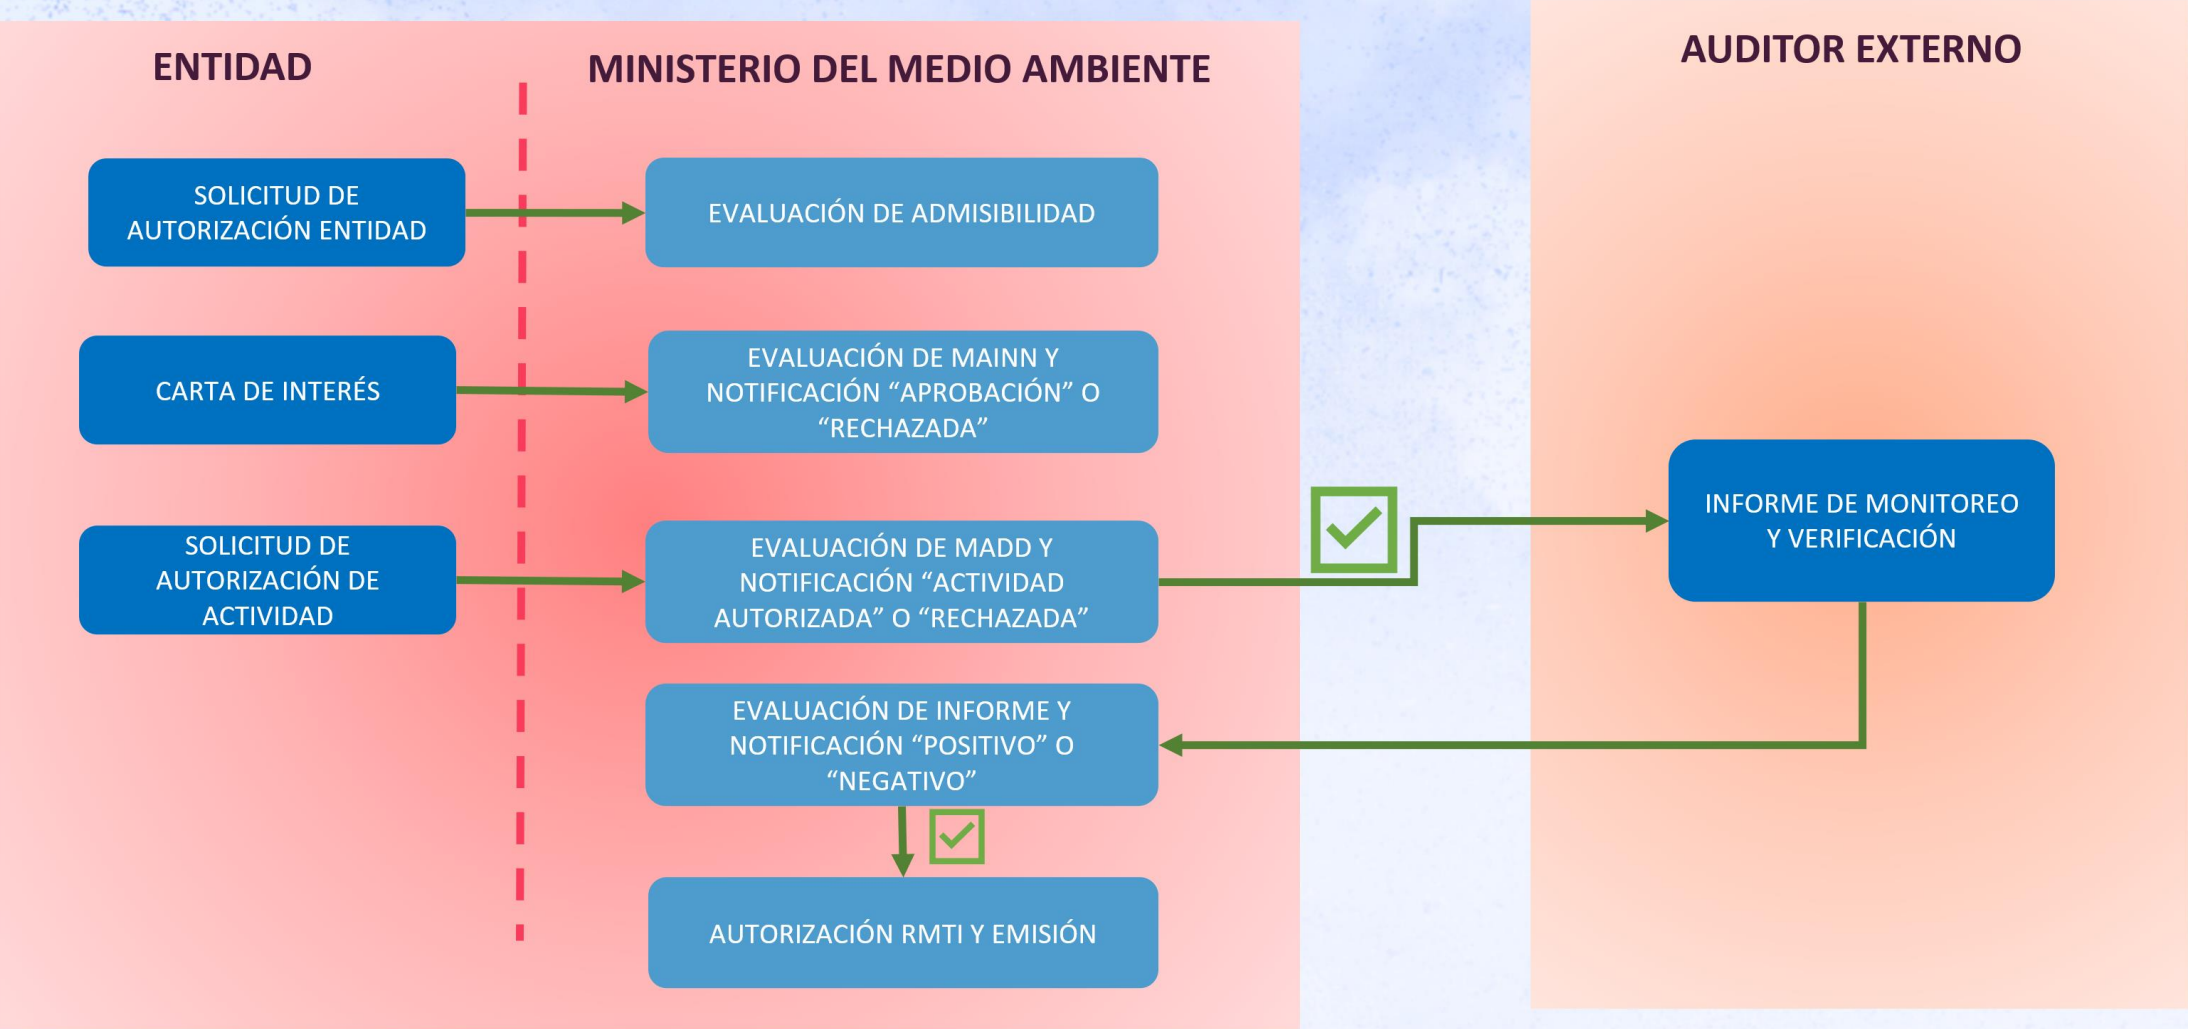 ENTIDAD
MINISTERIO DEL MEDIO AMBIENTE
AUDITOR EXTERNO
SOLICITUD DE
AUTORIZACIÓN ENTIDAD
EVALUACIÓN DE ADMISIBILIDAD
CARTA DE INTERÉS
EVALUACIÓN DE MAINN Y
NOTIFICACIÓN “APROBACIÓN” O
“RECHAZADA”
SOLICITUD DE
AUTORIZACIÓN DE
ACTIVIDAD
EVALUACIÓN DE MADD Y
NOTIFICACIÓN “ACTIVIDAD
AUTORIZADA” O “RECHAZADA”
INFORME DE MONITOREO
Y VERIFICACIÓN
EVALUACIÓN DE INFORME Y
NOTIFICACIÓN “POSITIVO” O
“NEGATIVO”
AUTORIZACIÓN RMTI Y EMISIÓN